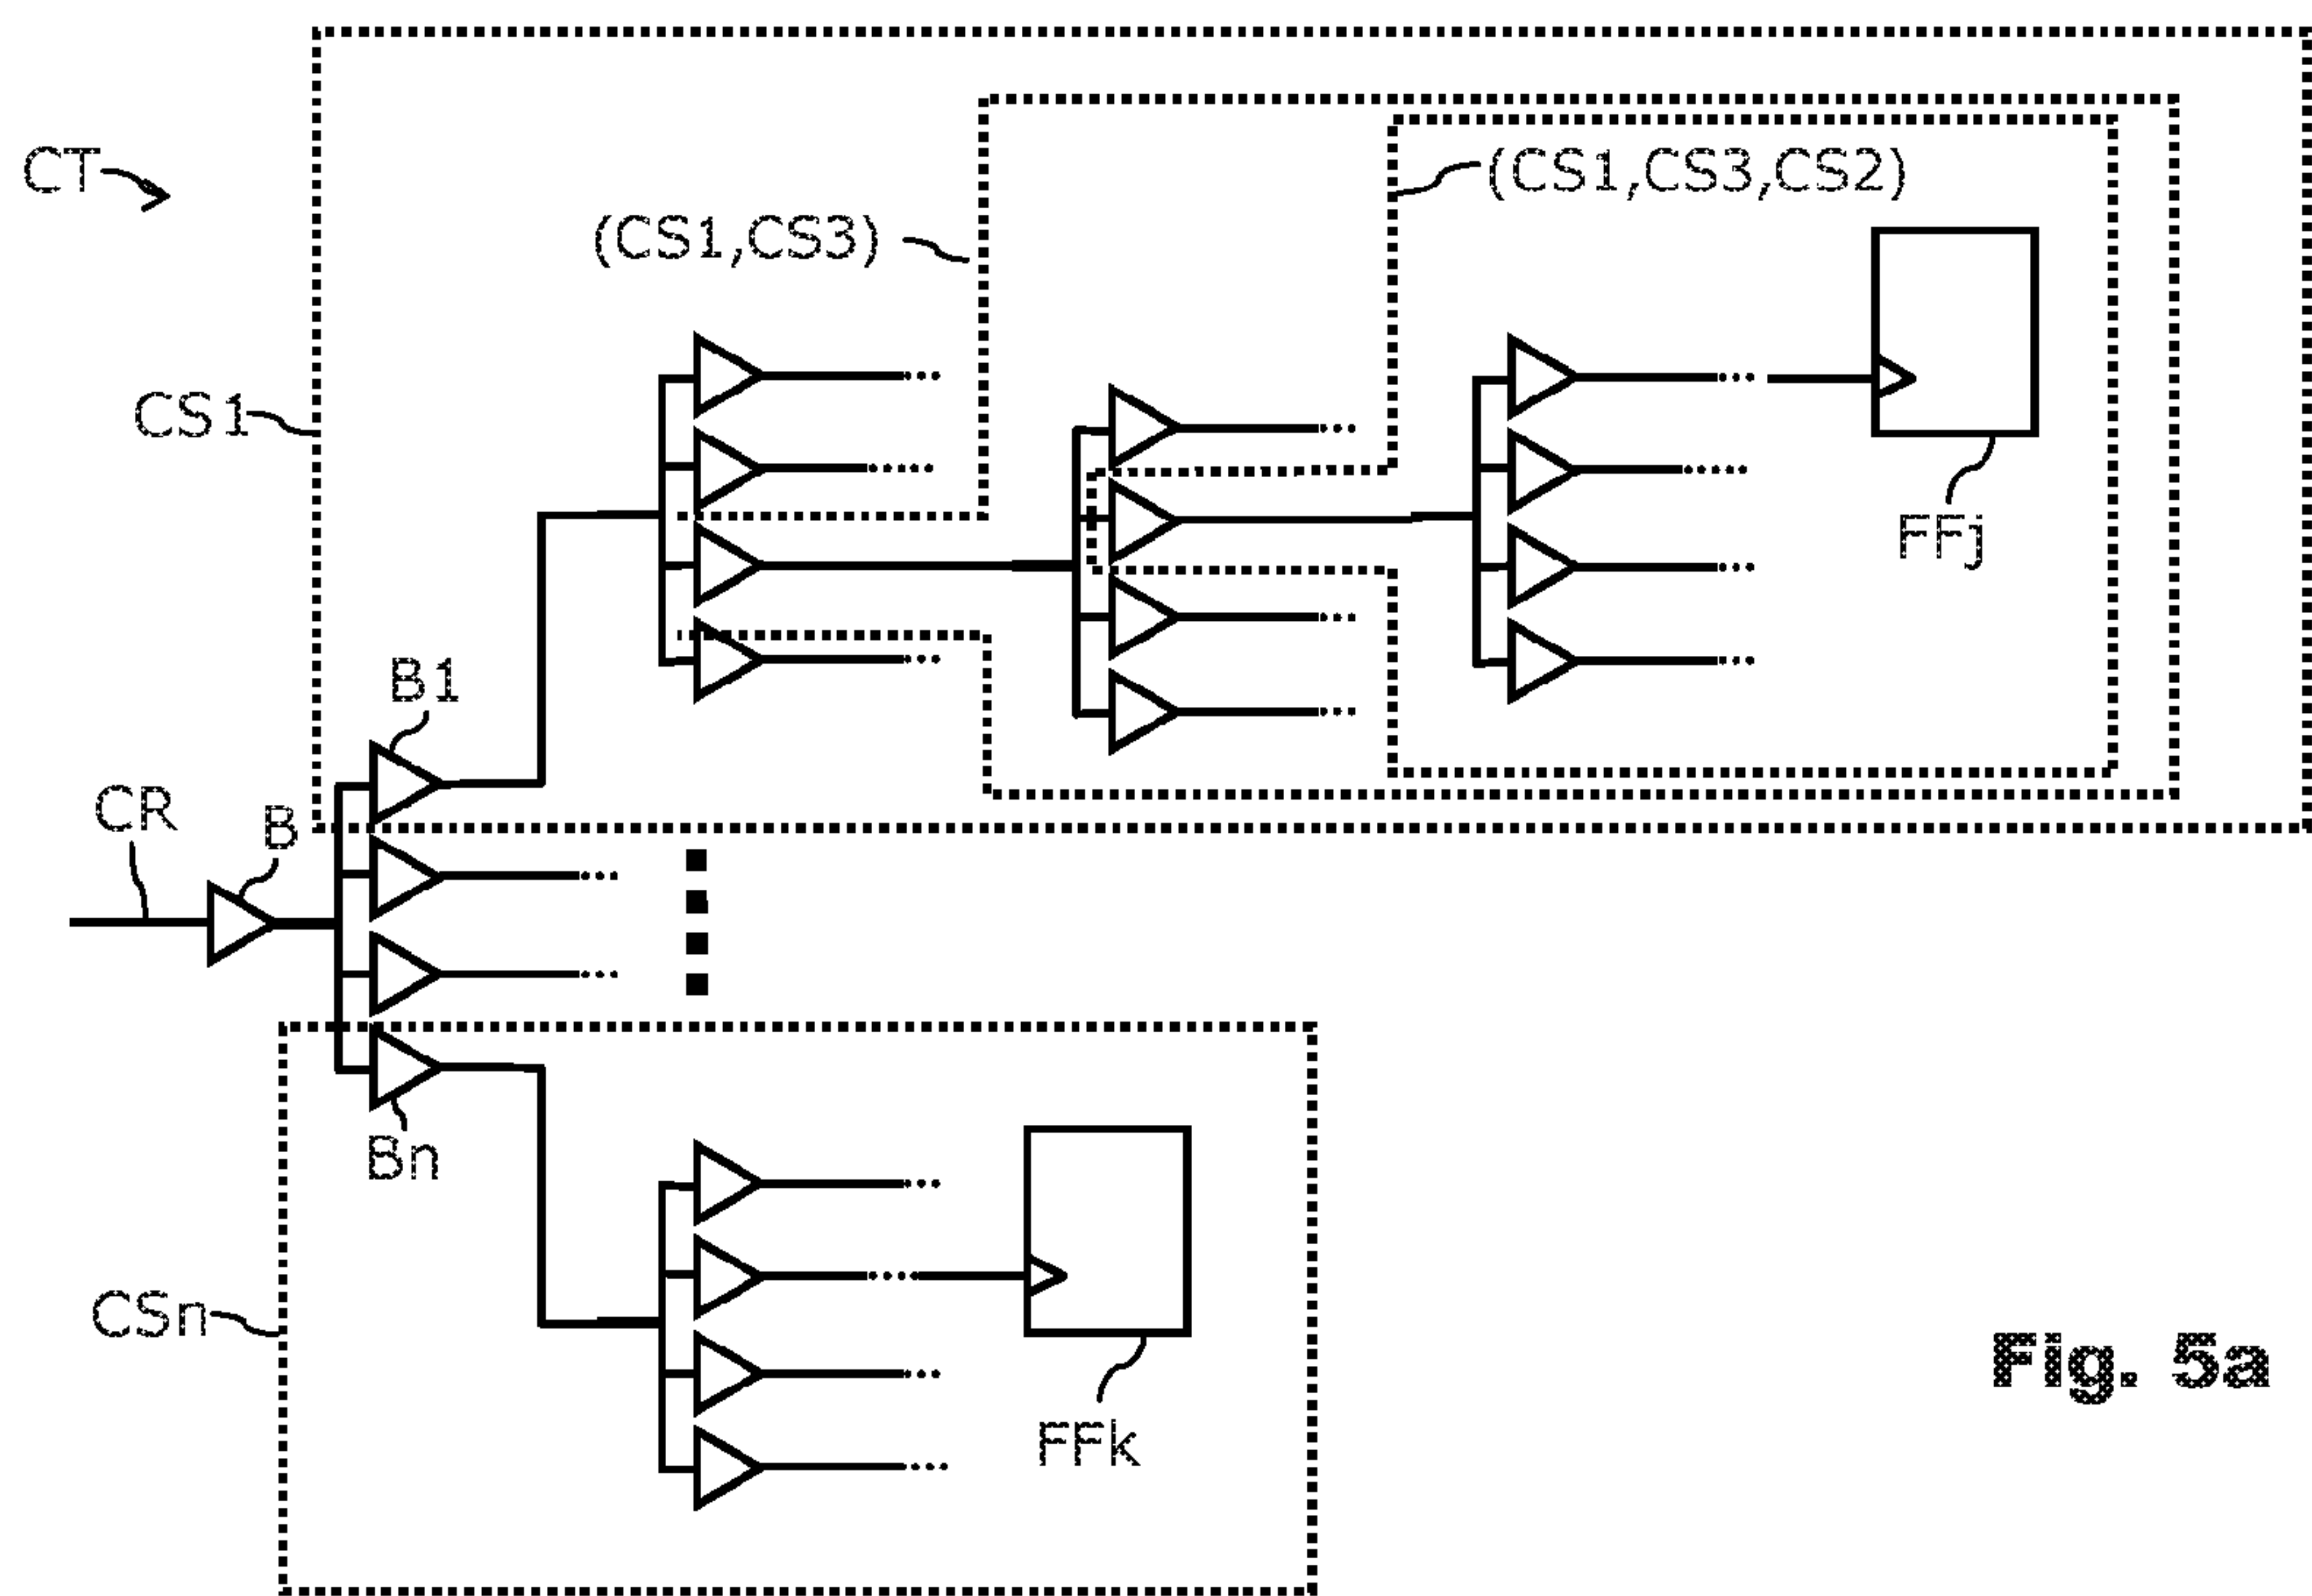 CT
(CS1,CS3,CS2)
(CS1,CS3)
CS1
FFj
B1
CR
B
Bn
CSn
Fig. 5a
FFk